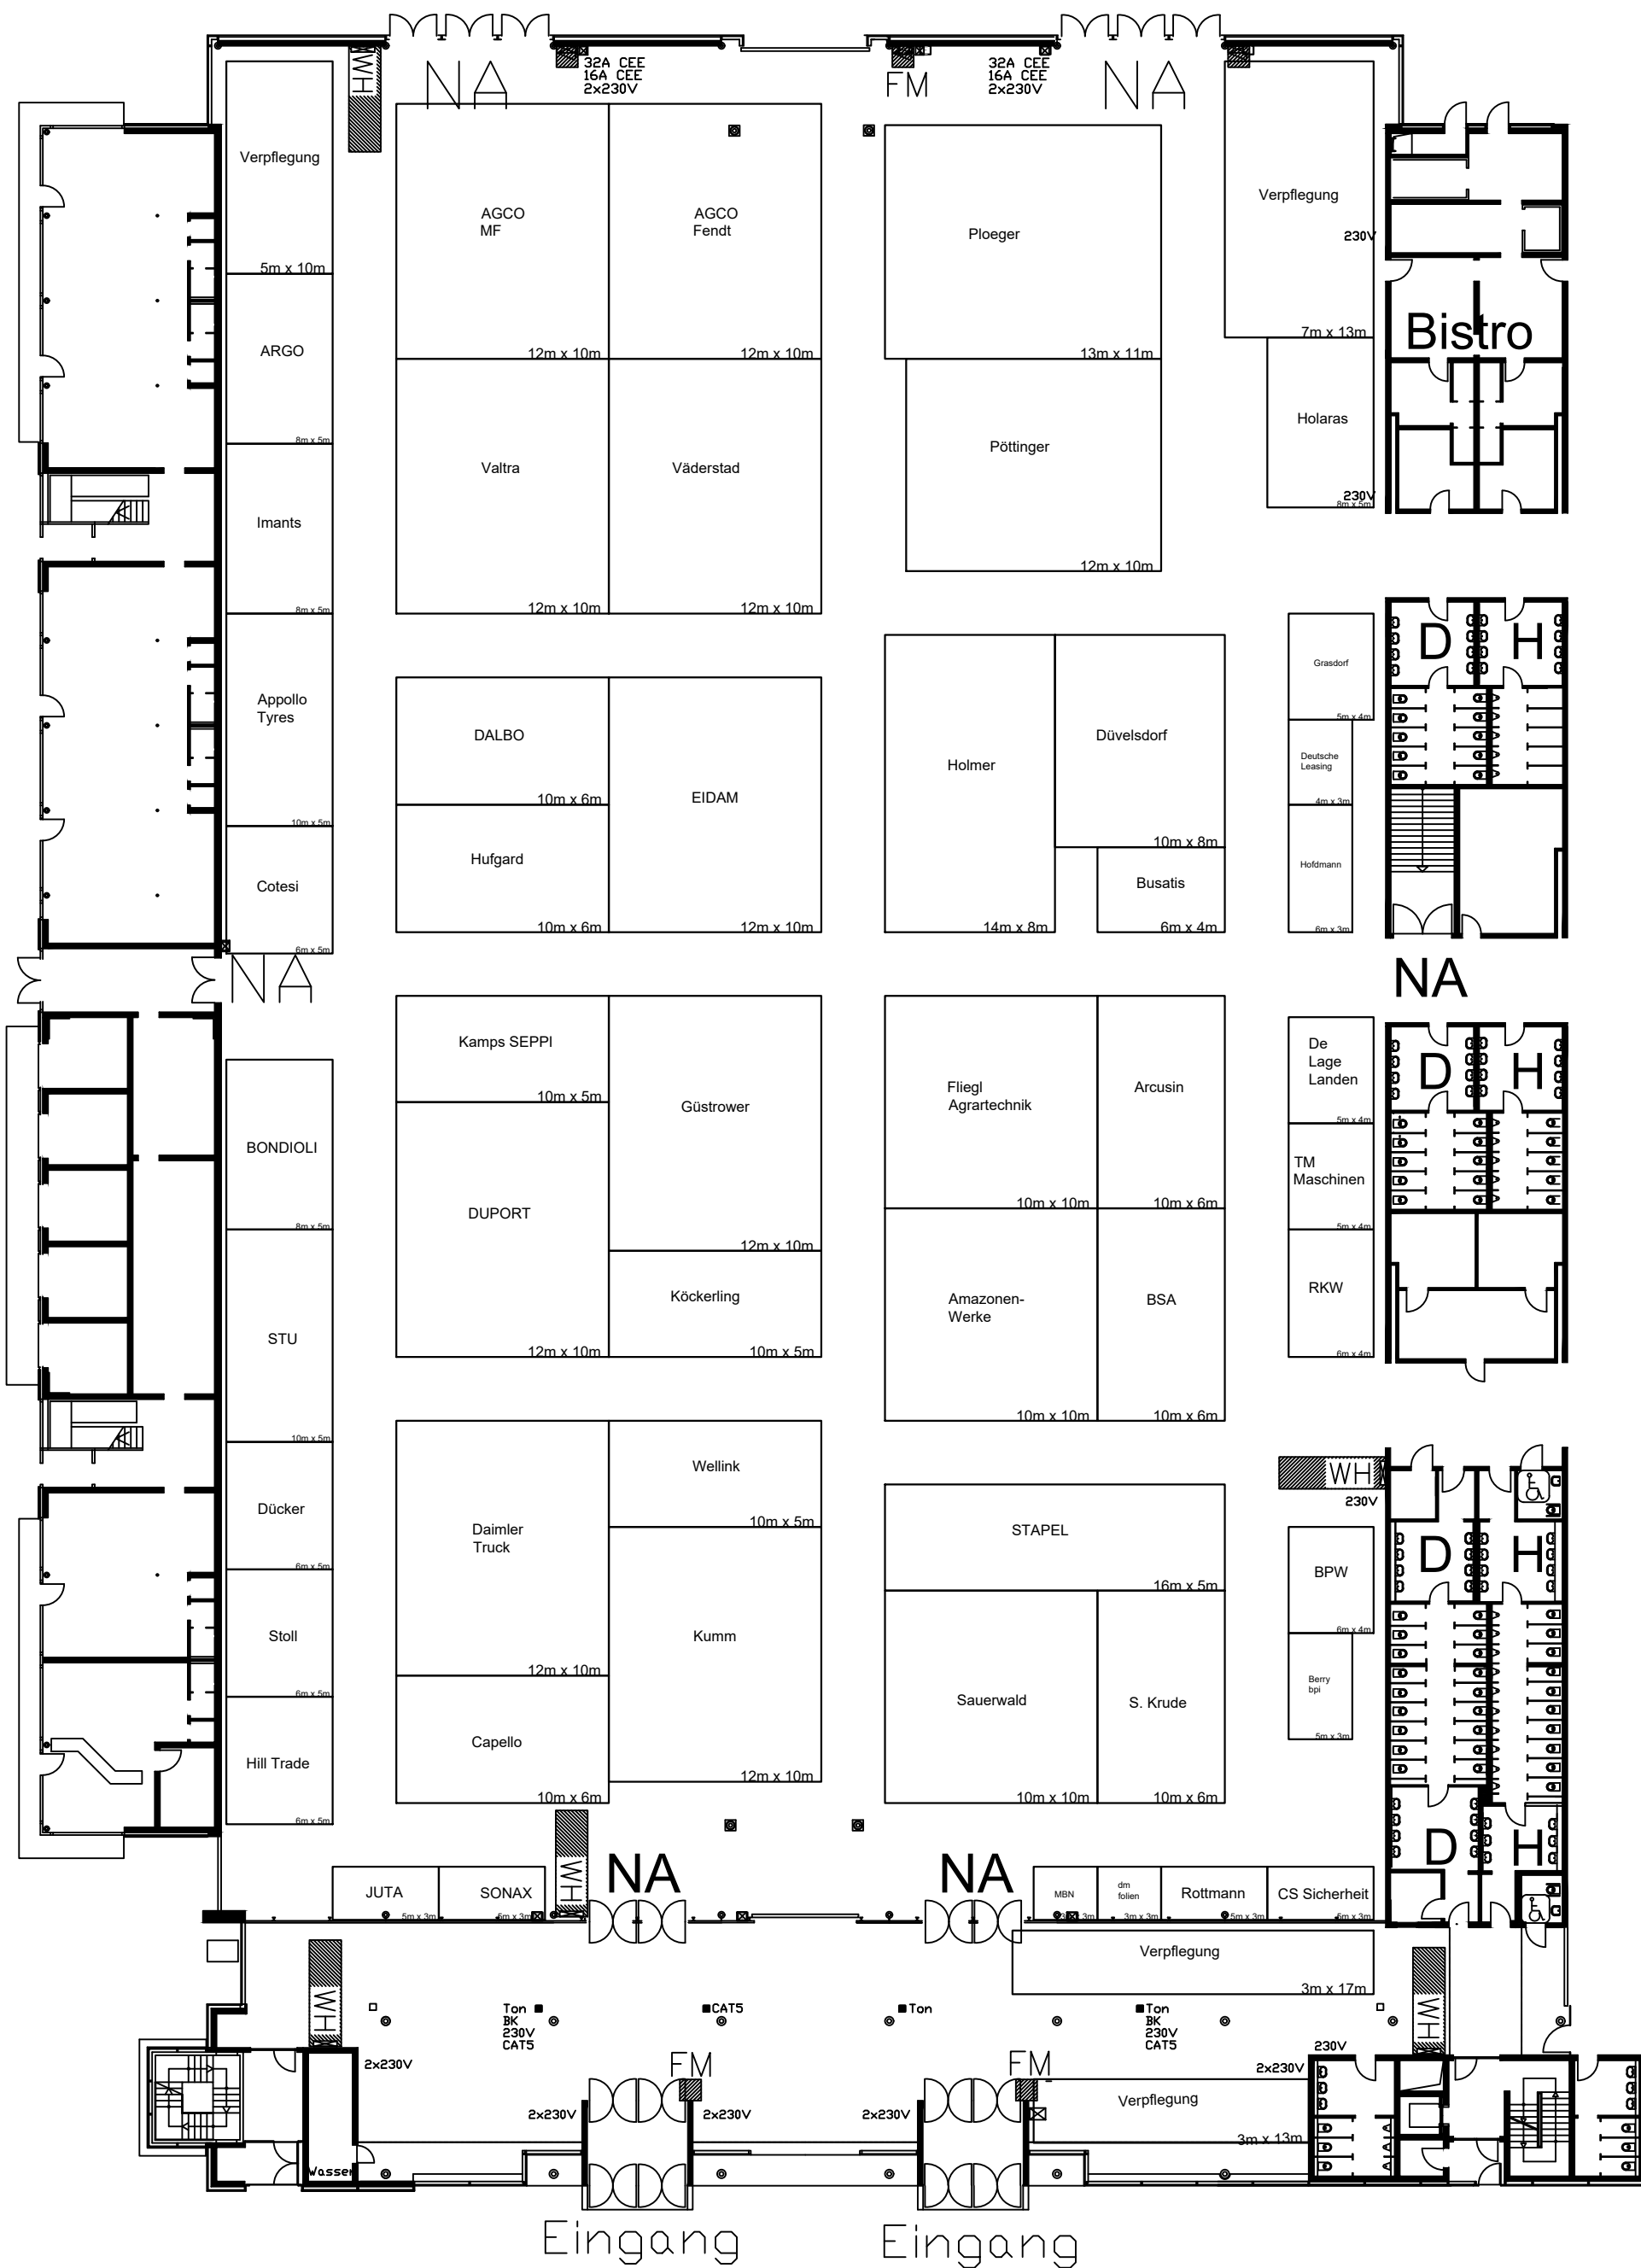 WH
NA
32A CEE
16A CEE
2x230V
FM
32A CEE
16A CEE
2x230V
NA
Verpflegung
5m x 10m
AGCO
MF
12m x 10m
AGCO
Fendt
12m x 10m
Ploeger
13m x 11m
Verpflegung
230V
7m x 13m
Bistro
ARGO
8m x 5m
Valtra
12m x 10m
Väderstad
12m x 10m
Pöttinger
12m x 10m
Holaras
230V
8m x 5m
Imants
8m x 5m
Appollo
Tyres
10m x 5m
DALBO
10m x 6m
EIDAM
12m x 10m
Holmer
14m x 8m
Düvelsdorf
10m x 8m
Grasdorf
5m x 4m
D
H
Deutsche
Leasing
4m x 3m
Cotesi
6m x 5m
Hufgard
10m x 6m
Busatis
6m x 4m
Hofdmann
6m x 3m
NA
NA
Kamps SEPPI
10m x 5m
Güstrower
12m x 10m
Fliegl
Agrartechnik
10m x 10m
Arcusin
10m x 6m
De
Lage
Landen
5m x 4m
D
H
BONDIOLI
8m x 5m
DUPORT
12m x 10m
TM
Maschinen
5m x 4m
STU
10m x 5m
Köckerling
10m x 5m
Amazonen-
Werke
10m x 10m
BSA
10m x 6m
RKW
6m x 4m
Dücker
6m x 5m
Daimler
Truck
12m x 10m
Wellink
10m x 5m
STAPEL
16m x 5m
WH
230V
BPW
6m x 4m
D
H
Stoll
6m x 5m
Kumm
12m x 10m
Sauerwald
10m x 10m
S. Krude
10m x 6m
Berry
bpi
5m x 3m
Hill Trade
6m x 5m
Capello
10m x 6m
D
H
JUTA
5m x 3m
SONAX
5m x 3m
WH
NA
NA
MBN
dm
folien
3m x 3m
Rottmann
5m x 3m
CS Sicherheit
5m x 3m
Verpflegung
3m x 17m
WH
WH
Ton
BK
230V
CAT5
CAT5
Ton
Ton
BK
230V
CAT5
2x230V
FM
FM
2x230V
230V
Verpflegung
3m x 13m
2x230V
2x230V
2x230V
Wasser
Eingang
Eingang